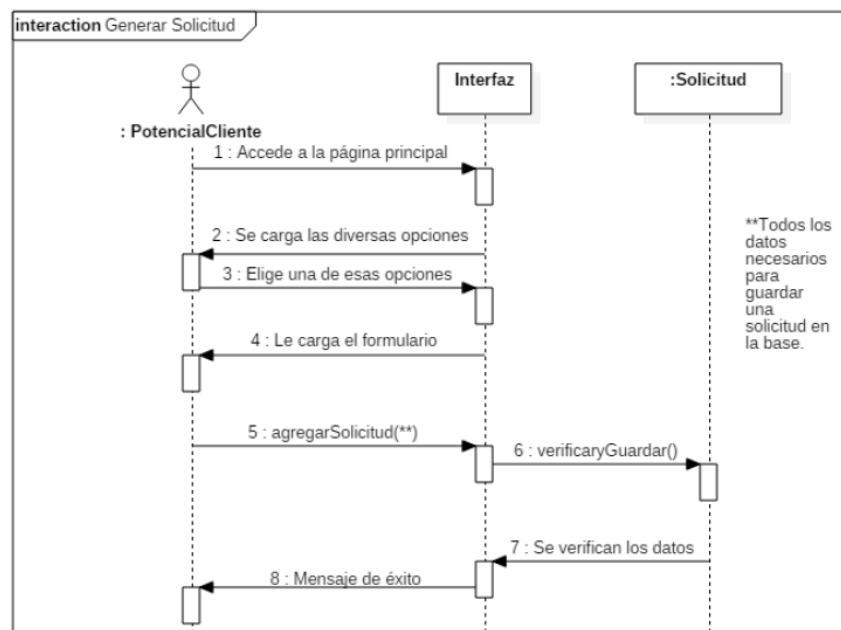 interaction Generar Solicitud
Interfaz
:Solicitud
: PotencialCliente
1 : Accede a la página principal
2 : Se carga las diversas opciones
3 : Elige una de esas opciones
4 : Le carga el formulario
**Todos los
datos
necesarios
para
guardar
una
solicitud en
la base.
5 : agregarSolicitud(**)
6 : verificaryGuardar()
7 : Se verifican los datos
8 : Mensaje de éxito